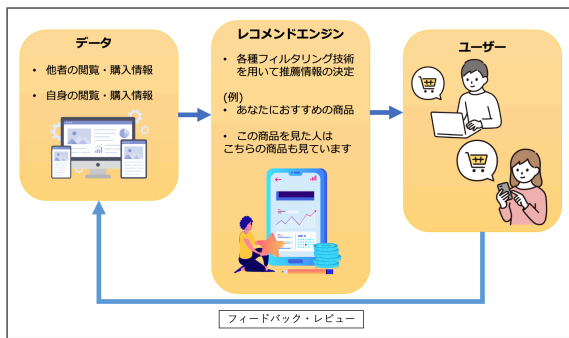 データ
• 他者の閲覧・購入情報
• 自身の閲覧・購入情報
レコメンドエンジン
• 各種フィルタリング技術
を用いて推薦情報の決定
(例)
• あなたにおすすめの商品
• この商品を見た人は
こちらの商品も見ています
ユーザー
フィードバック・レビュー